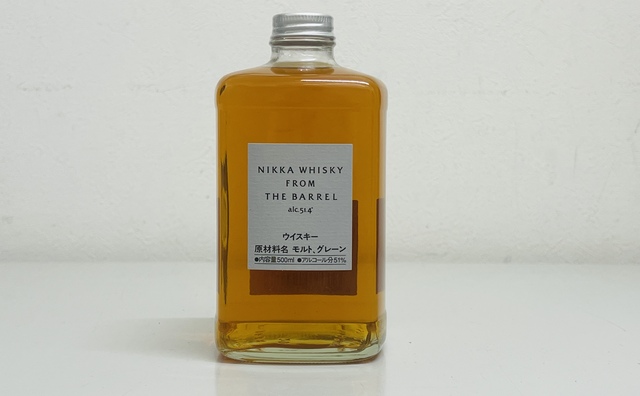 NIKKA WHISKY
FROM
THE BARREL
alc.51.4°
ウイスキー
原材料名 モルト、グレーン
●内容量500ml ●アルコール分51%